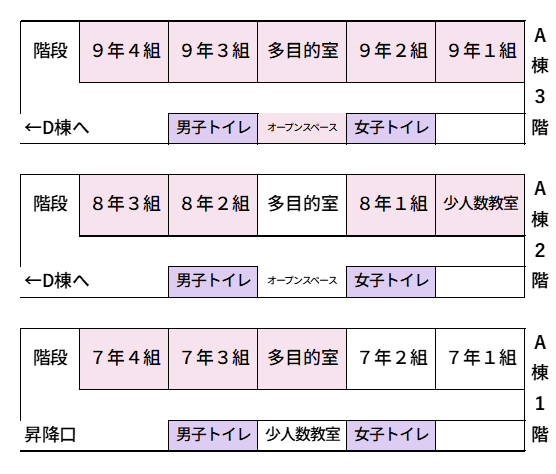 階段 ９年４組 ９年３組 多目的室 ９年２組 ９年１組
←D棟へ 男子トイレ オープンスペース 女子トイレ
A棟3階
階段 ８年３組 ８年２組 多目的室 ８年１組 少人数教室
←D棟へ 男子トイレ オープンスペース 女子トイレ
A棟2階
階段 ７年４組 ７年３組 多目的室 ７年２組 ７年１組
昇降口 男子トイレ 少人数教室 女子トイレ
A棟1階